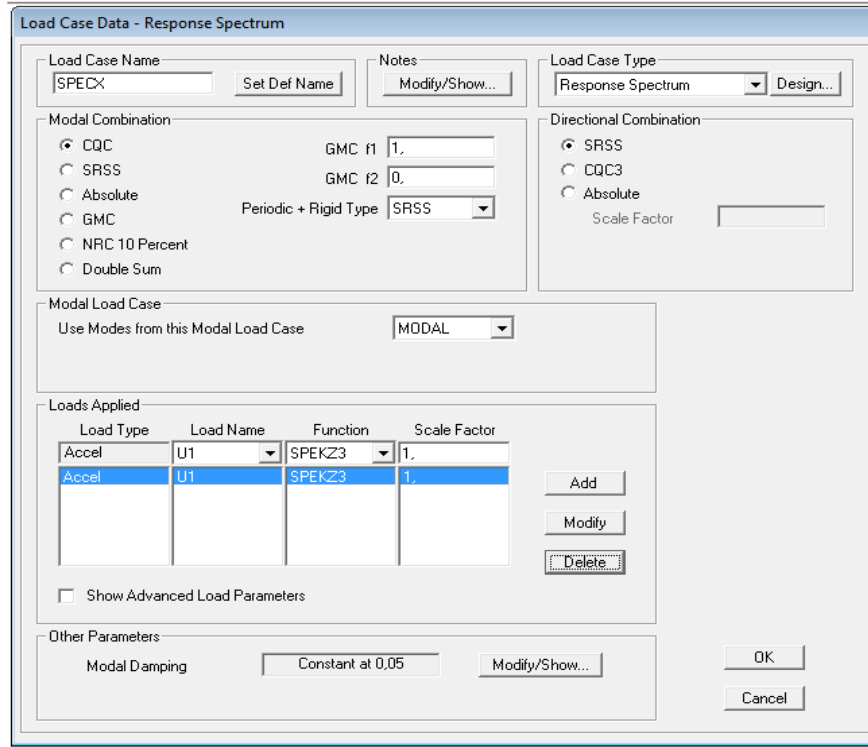 Load Case Data - Response Spectrum
Load Case Name
SPECX
Set Def Name
Notes
Modify/Show...
Load Case Type
Response Spectrum
Design...
Modal Combination
CQC
SRSS
Absolute
GMC
NRC 10 Percent
Double Sum
GMC f1
1,
GMC f2
0,
Periodic + Rigid Type
SRSS
Directional Combination
SRSS
CQC3
Absolute
Scale Factor
Modal Load Case
Use Modes from this Modal Load Case
MODAL
Loads Applied
Load Type Load Name Function Scale Factor
Accel U1 SPEKZ3 1,
Accel U1 SPEKZ3 1,
Add
Modify
Delete
Show Advanced Load Parameters
Other Parameters
Modal Damping
Constant at 0,05
Modify/Show...
OK
Cancel